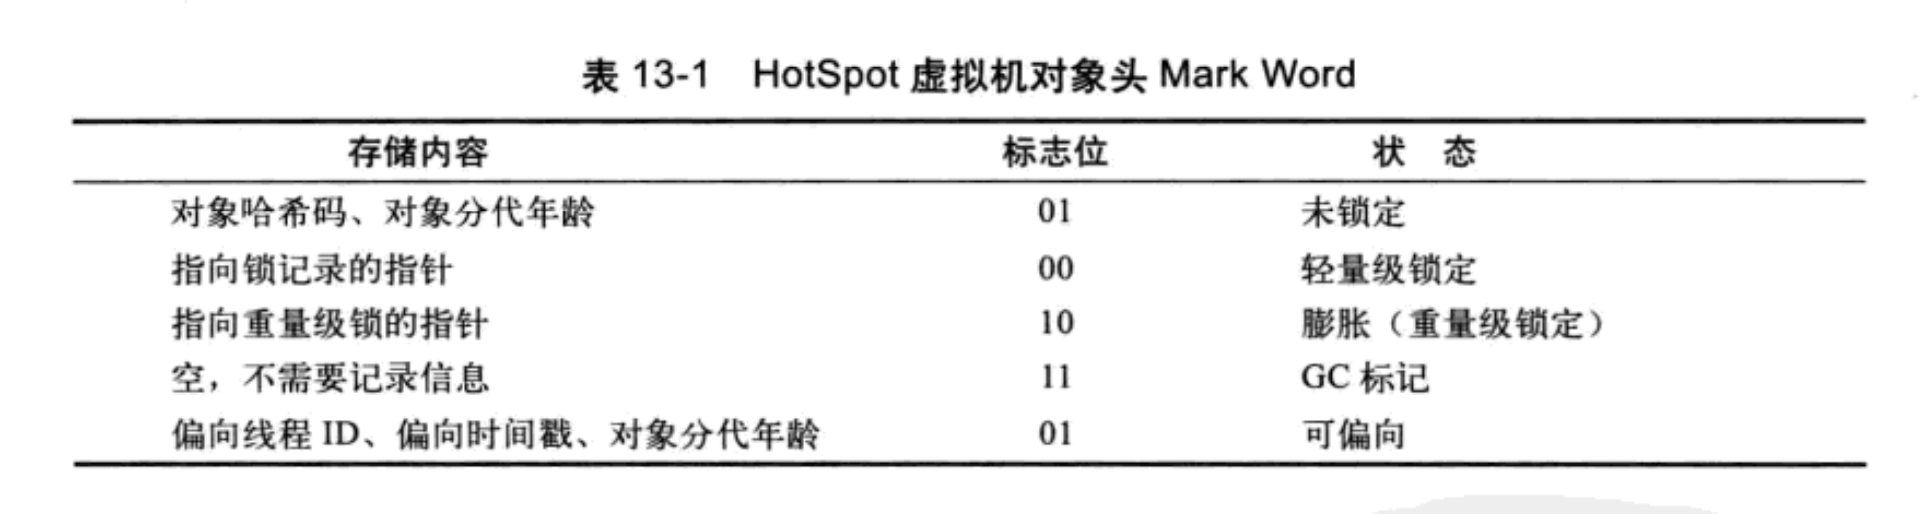 表 13-1 HotSpot 虚拟机对象头 Mark Word
存储内容 标志位 状 态
对象哈希码、对象分代年龄 01 未锁定
指向锁记录的指针 00 轻量级锁定
指向重量级锁的指针 10 膨胀（重量级锁定）
空，不需要记录信息 11 GC 标记
偏向线程 ID、偏向时间戳、对象分代年龄 01 可偏向